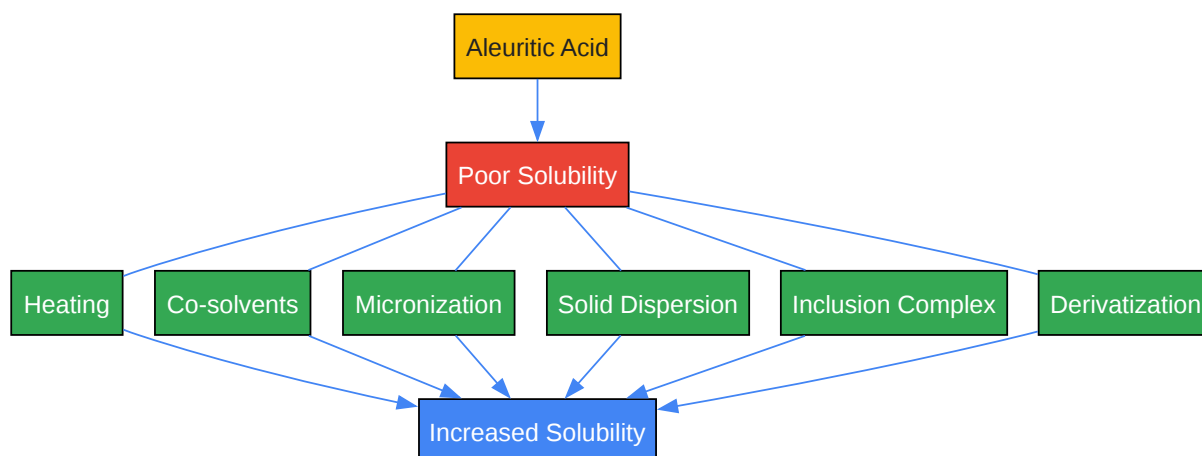 Aleuritic Acid
Poor Solubility
Heating
Co-solvents
Micronization
Solid Dispersion
Inclusion Complex
Derivatization
Increased Solubility